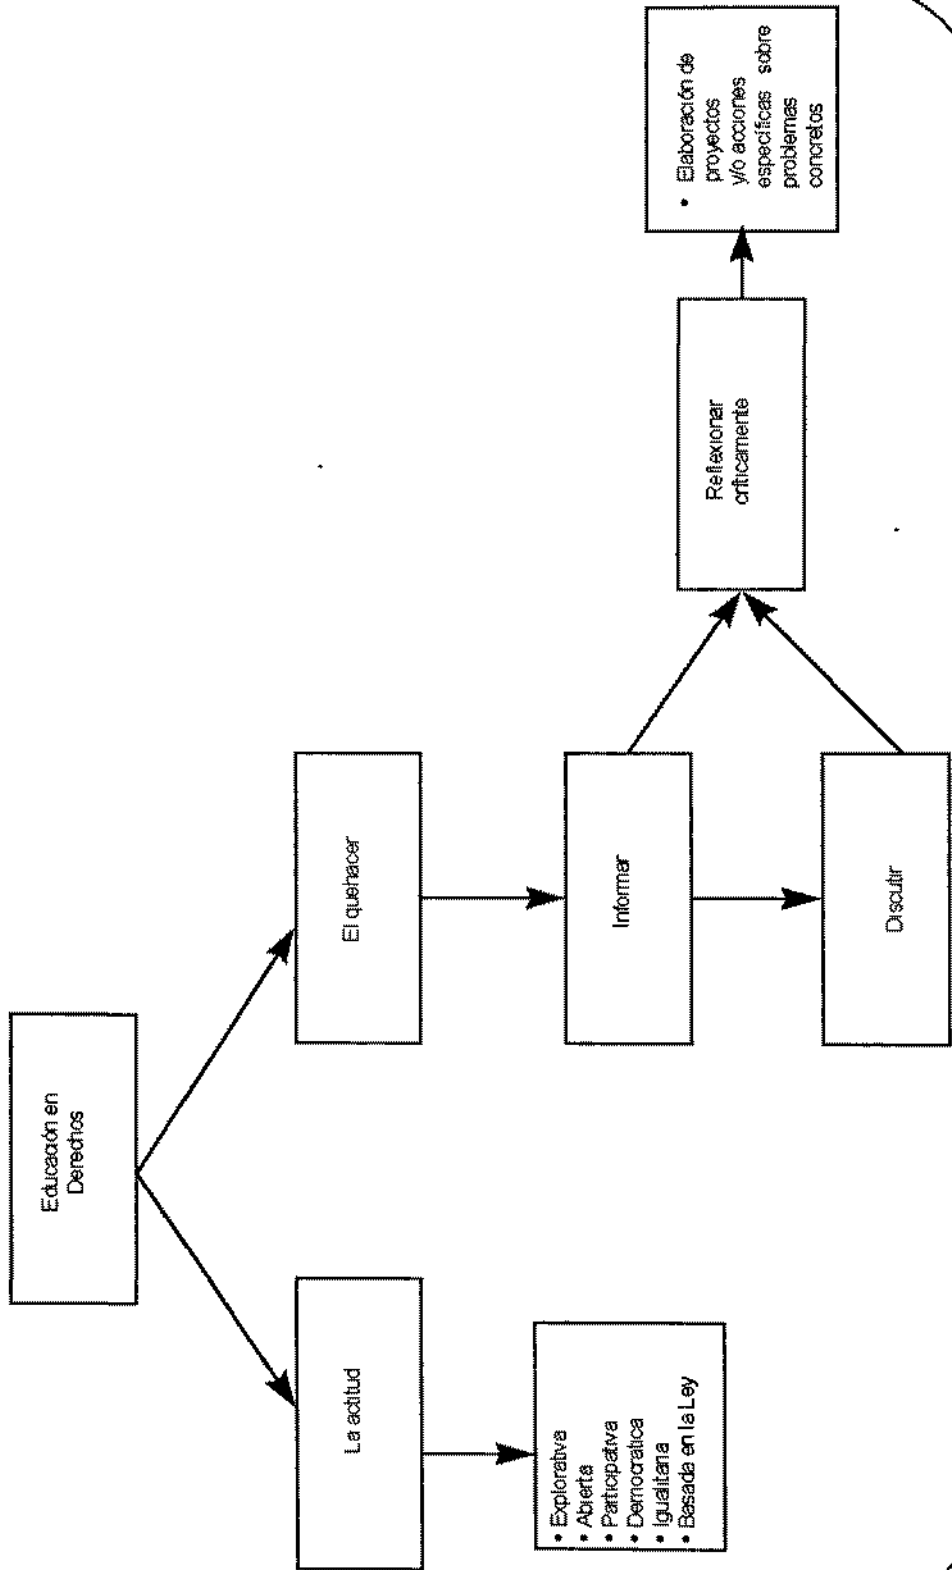 Educación en
Derechos
La actitud
El quehacer
• Explorativa
• Abierta
• Participativa
• Democratica
• Igualitaria
• Basada en la Ley
Informar
Discutir
Reflexionar
críticamente
• Elaboración de
proyectos
y/o acciones
específicas sobre
problemas
concretos